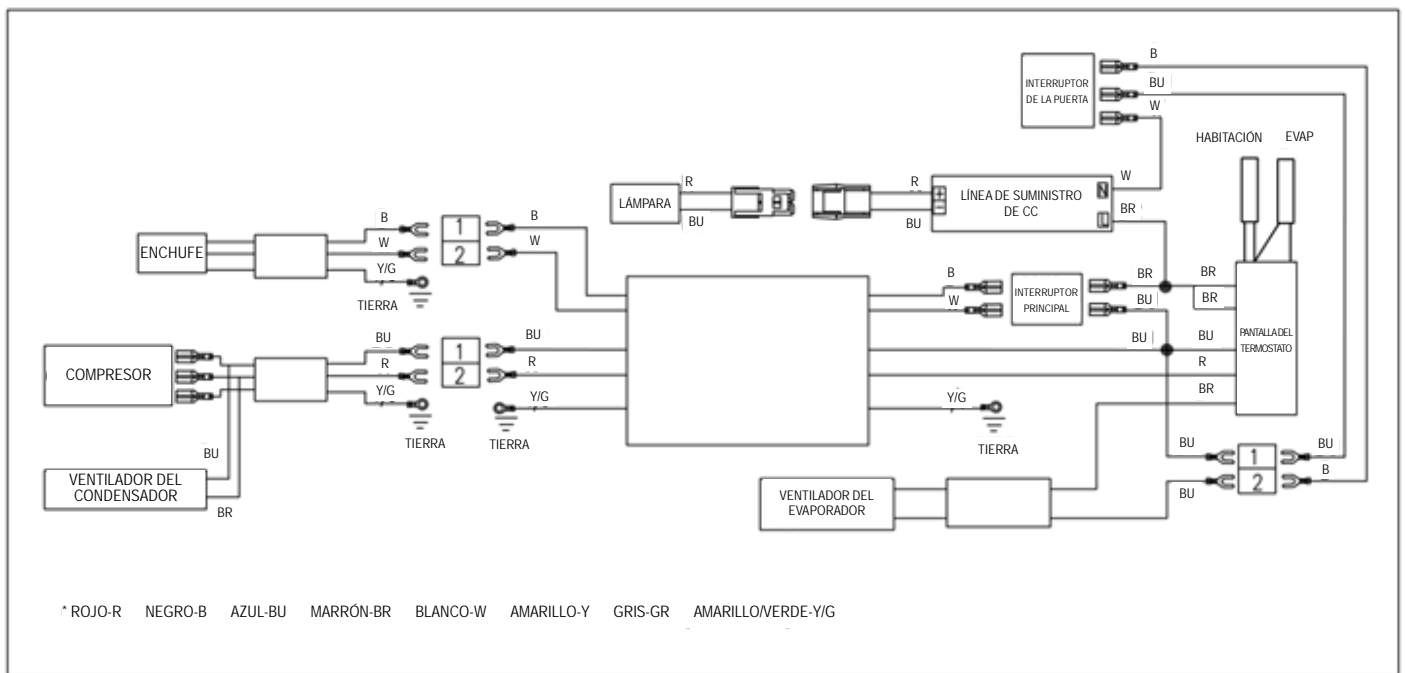 INTERRUPTOR
DE LA PUERTA
B
BU
W
HABITACIÓN
EVAP
LÁMPARA
R
BU
R
BU
+
-
LÍNEA DE SUMINISTRO
DE CC
N
L
W
BR
ENCHUFE
B
W
Y/G
TIERRA
1
2
B
W
B
W
INTERRUPTOR
PRINCIPAL
BR
BU
BR
BR
BU
BU
R
BR
PANTALLA DEL
TERMOSTATO
COMPRESOR
BU
R
Y/G
TIERRA
1
2
BU
R
Y/G
TIERRA
Y/G
TIERRA
BU
BR
VENTILADOR DEL
CONDENSADOR
VENTILADOR DEL
EVAPORADOR
BU
BU
1
2
BU
B
* ROJO-R NEGRO-B AZUL-BU MARRÓN-BR BLANCO-W AMARILLO-Y GRIS-GR AMARILLO/VERDE-Y/G